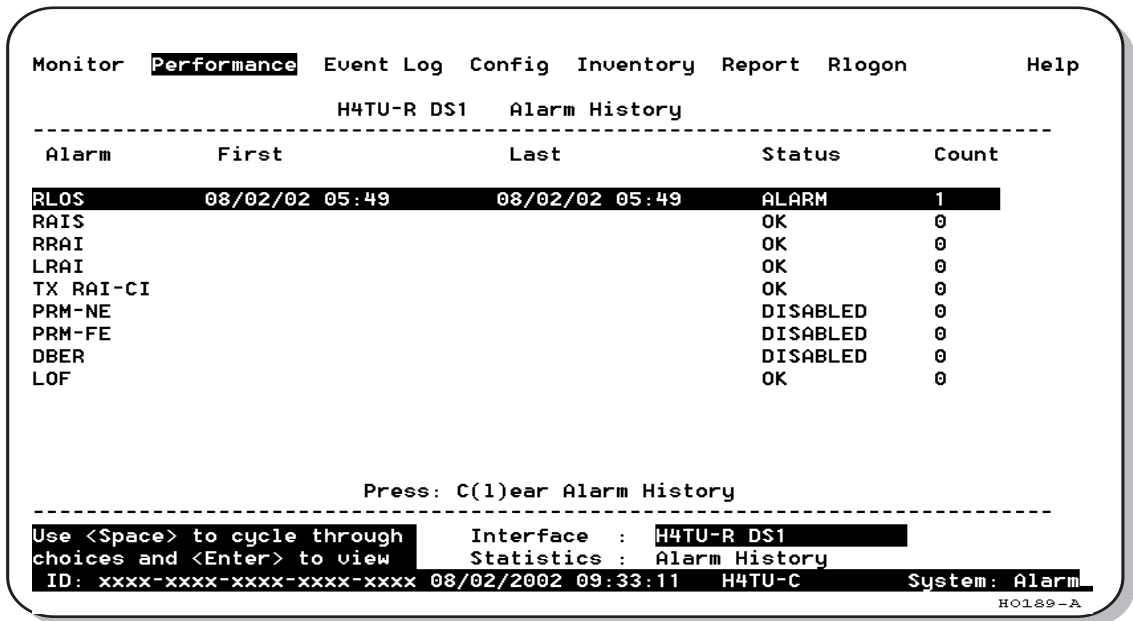 Monitor Performance Event Log Config Inventory Report Rlogon Help
H4TU-R DS1 Alarm History
Alarm First Last Status Count
RLOS 08/02/02 05:49 08/02/02 05:49 ALARM 1
RAIS OK 0
RRAI OK 0
LRAI OK 0
TX RAI-CI OK 0
PRM-NE DISABLED 0
PRM-FE DISABLED 0
DBER DISABLED 0
LOF OK 0
Press: C(l)ear Alarm History
Use <Space> to cycle through Interface : H4TU-R DS1
choices and <Enter> to view Statistics : Alarm History
ID: xxxx-xxxx-xxxx-xxxx-xxxx 08/02/2002 09:33:11 H4TU-C System: Alarm
HO189-A